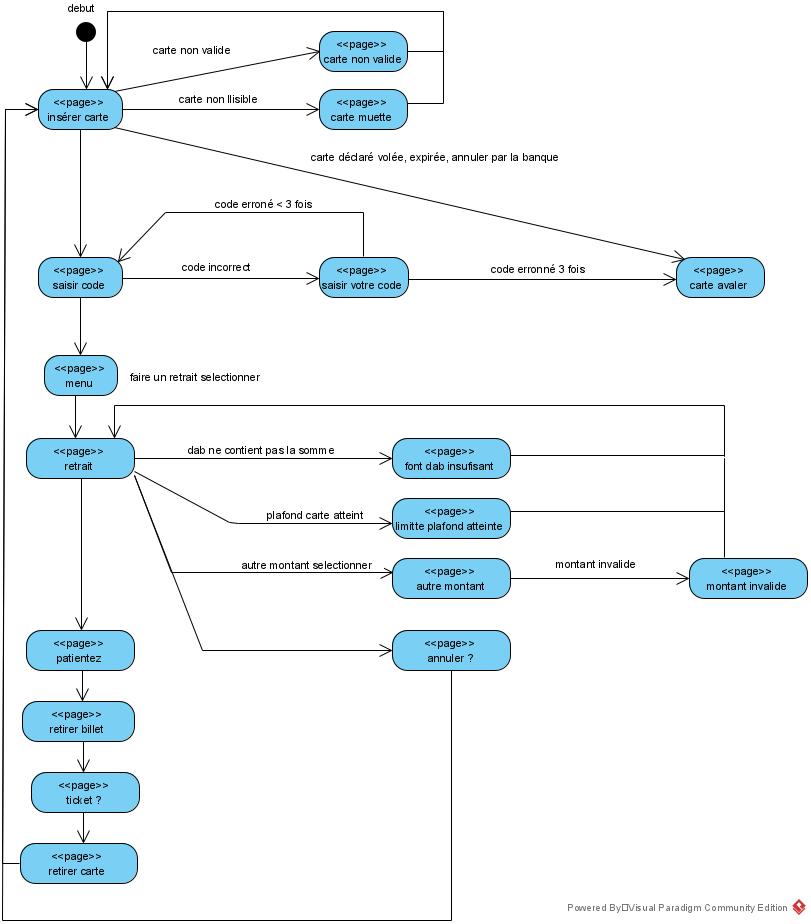 debut
carte non valide
<<page>>
carte non valide
<<page>>
insérer carte
carte non llisible
<<page>>
carte muette
carte déclaré volée, expirée, annuler par la banque
code erroné < 3 fois
<<page>>
saisir code
code incorrect
<<page>>
saisir votre code
code erronné 3 fois
<<page>>
carte avaler
<<page>>
menu
faire un retrait selectionner
<<page>>
retrait
dab ne contient pas la somme
<<page>>
font dab insufisant
plafond carte atteint
<<page>>
limitte plafond atteinte
autre montant selectionner
<<page>>
autre montant
montant invalide
<<page>>
montant invalide
<<page>>
patientez
<<page>>
annuler ?
<<page>>
retirer billet
<<page>>
ticket ?
<<page>>
retirer carte
Powered By Visual Paradigm Community Edition